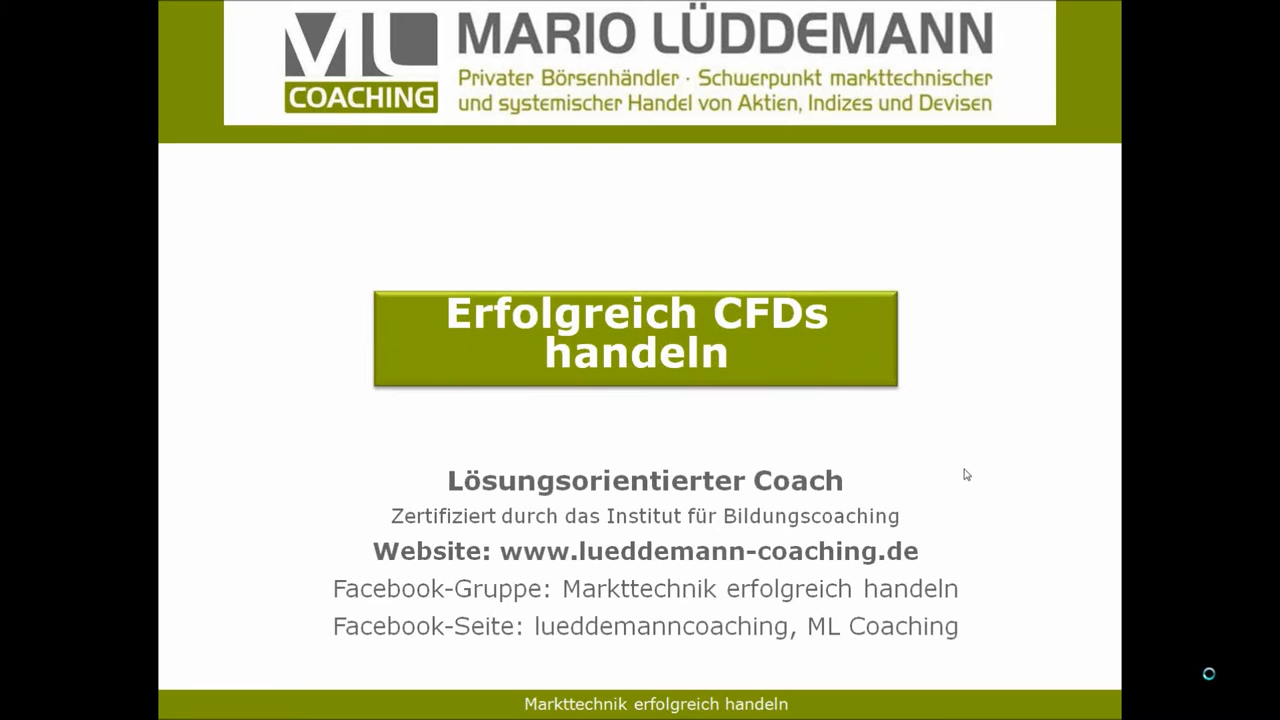 ML
COACHING
MARIO LÜDDEMANN
Privater Börsenhändler · Schwerpunkt markttechnischer
und systemischer Handel von Aktien, Indizes und Devisen
Erfolgreich CFDs
handeln
Lösungsorientierter Coach
Zertifiziert durch das Institut für Bildungscoaching
Website: www.lueddemann-coaching.de
Facebook-Gruppe: Markttechnik erfolgreich handeln
Facebook-Seite: lueddemanncoaching, ML Coaching
Markttechnik erfolgreich handeln